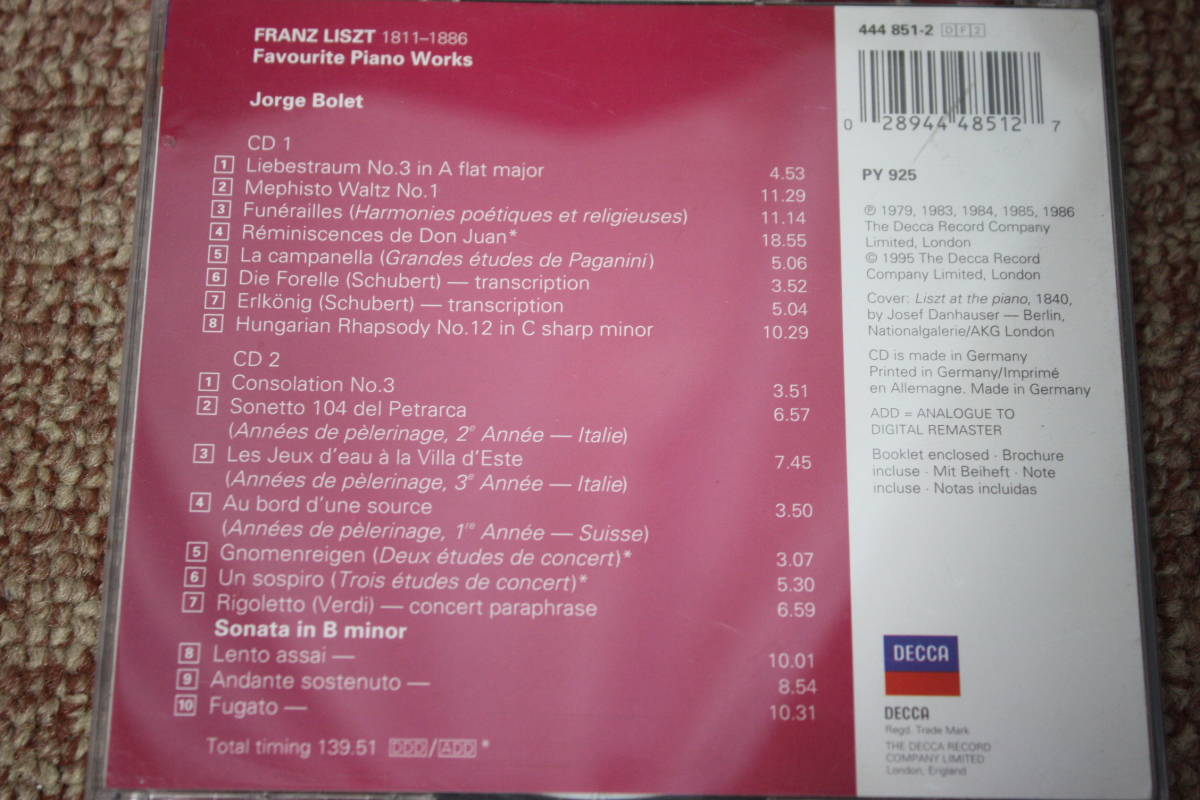 FRANZ LISZT 1811–1886
Favourite Piano Works
Jorge Bolet
CD 1
1 Liebestraum No.3 in A flat major 4.53
2 Mephisto Waltz No.1 11.29
3 Funérailles (Harmonies poétiques et religieuses) 11.14
4 Réminiscences de Don Juan* 18.55
5 La campanella (Grandes études de Paganini) 5.06
6 Die Forelle (Schubert) — transcription 3.52
7 Erlkönig (Schubert) — transcription 5.04
8 Hungarian Rhapsody No.12 in C sharp minor 10.29
CD 2
1 Consolation No.3 3.51
2 Sonetto 104 del Petrarca 6.57
(Années de pèlerinage, 2e Année — Italie)
3 Les Jeux d'eau à la Villa d'Este 7.45
(Années de pèlerinage, 3e Année — Italie)
4 Au bord d'une source 3.50
(Années de pèlerinage, 1re Année — Suisse)
5 Gnomenreigen (Deux études de concert)* 3.07
6 Un sospiro (Trois études de concert)* 5.30
7 Rigoletto (Verdi) — concert paraphrase 6.59
Sonata in B minor
8 Lento assai — 10.01
9 Andante sostenuto — 8.54
10 Fugato — 10.31
Total timing 139.51 DDD/ADD*
444 851-2 DF2
0 28944 48512 7
PY 925
℗ 1979, 1983, 1984, 1985, 1986
The Decca Record Company
Limited, London
© 1995 The Decca Record
Company Limited, London
Cover: Liszt at the piano, 1840,
by Josef Danhauser — Berlin,
Nationalgalerie/AKG London
CD is made in Germany
Printed in Germany/Imprimé
en Allemagne. Made in Germany
ADD = ANALOGUE TO
DIGITAL REMASTER
Booklet enclosed · Brochure
incluse · Mit Beiheft · Note
incluse · Notas incluidas
DECCA
DECCA
Regd. Trade Mark
THE DECCA RECORD
COMPANY LIMITED
London, England